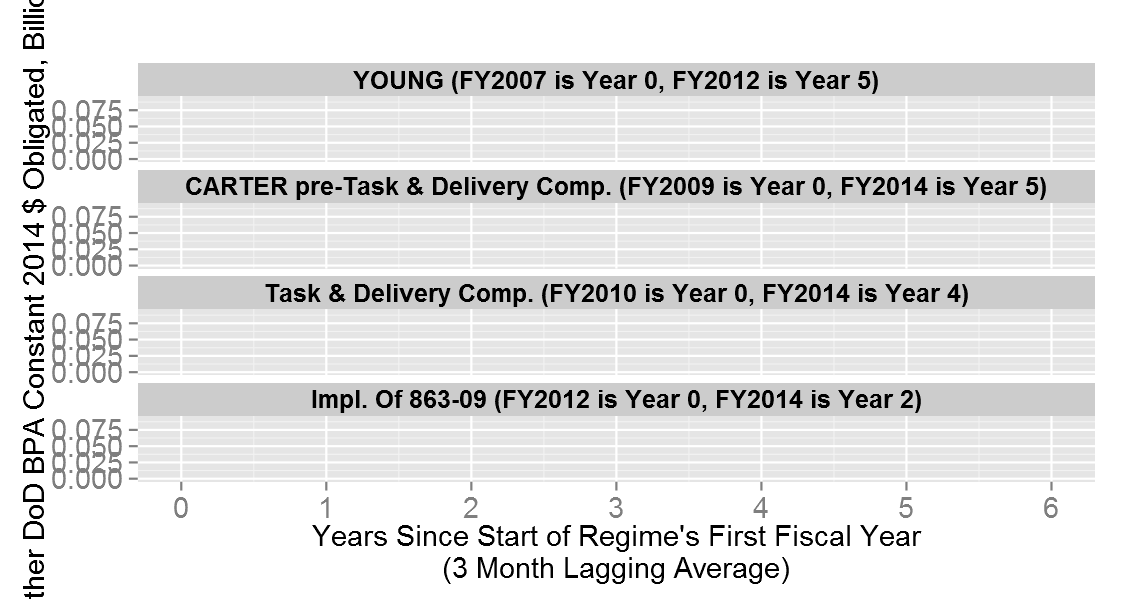 YOUNG (FY2007 is Year 0, FY2012 is Year 5)
0.075
0.050
0.025
0.000
CARTER pre-Task & Delivery Comp. (FY2009 is Year 0, FY2014 is Year 5)
0.075
0.050
0.025
0.000
Task & Delivery Comp. (FY2010 is Year 0, FY2014 is Year 4)
0.075
0.050
0.025
0.000
Impl. Of 863-09 (FY2012 is Year 0, FY2014 is Year 2)
0.075
0.050
0.025
0.000
0 1 2 3 4 5 6
Years Since Start of Regime's First Fiscal Year
(3 Month Lagging Average)
ther DoD BPA Constant 2014 $ Obligated, Billio